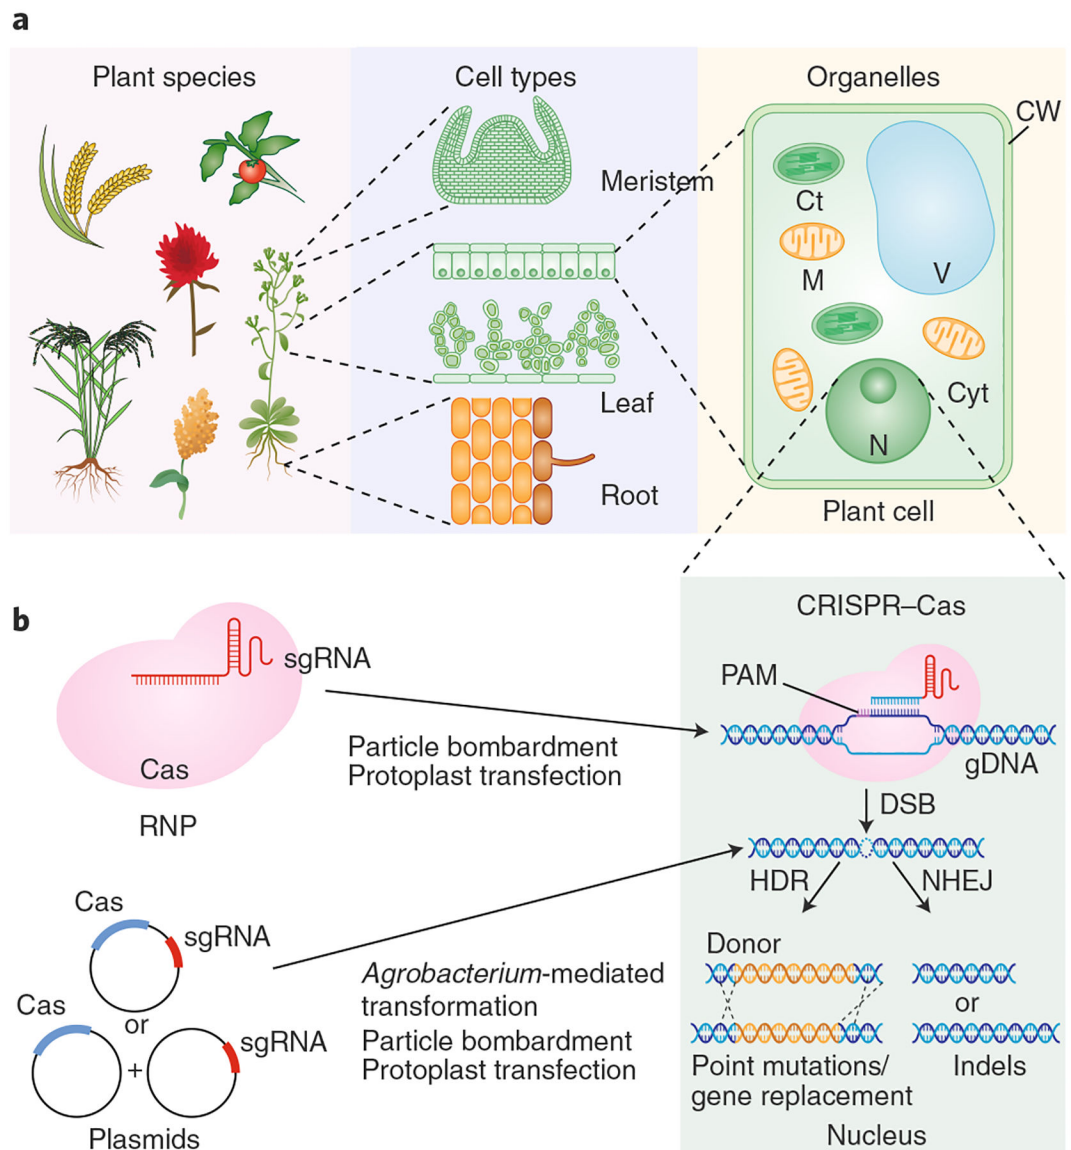 a
Plant species
Cell types
Organelles
CW
Meristem
Ct
M
V
Leaf
Cyt
N
Root
Plant cell
b
CRISPR–Cas
sgRNA
PAM
Particle bombardment
Protoplast transfection
Cas
gDNA
RNP
DSB
HDR
NHEJ
Cas
sgRNA
Donor
Agrobacterium-mediated
transformation
Cas
or
or
sgRNA
Particle bombardment
Protoplast transfection
+
Point mutations/
gene replacement
Indels
Plasmids
Nucleus